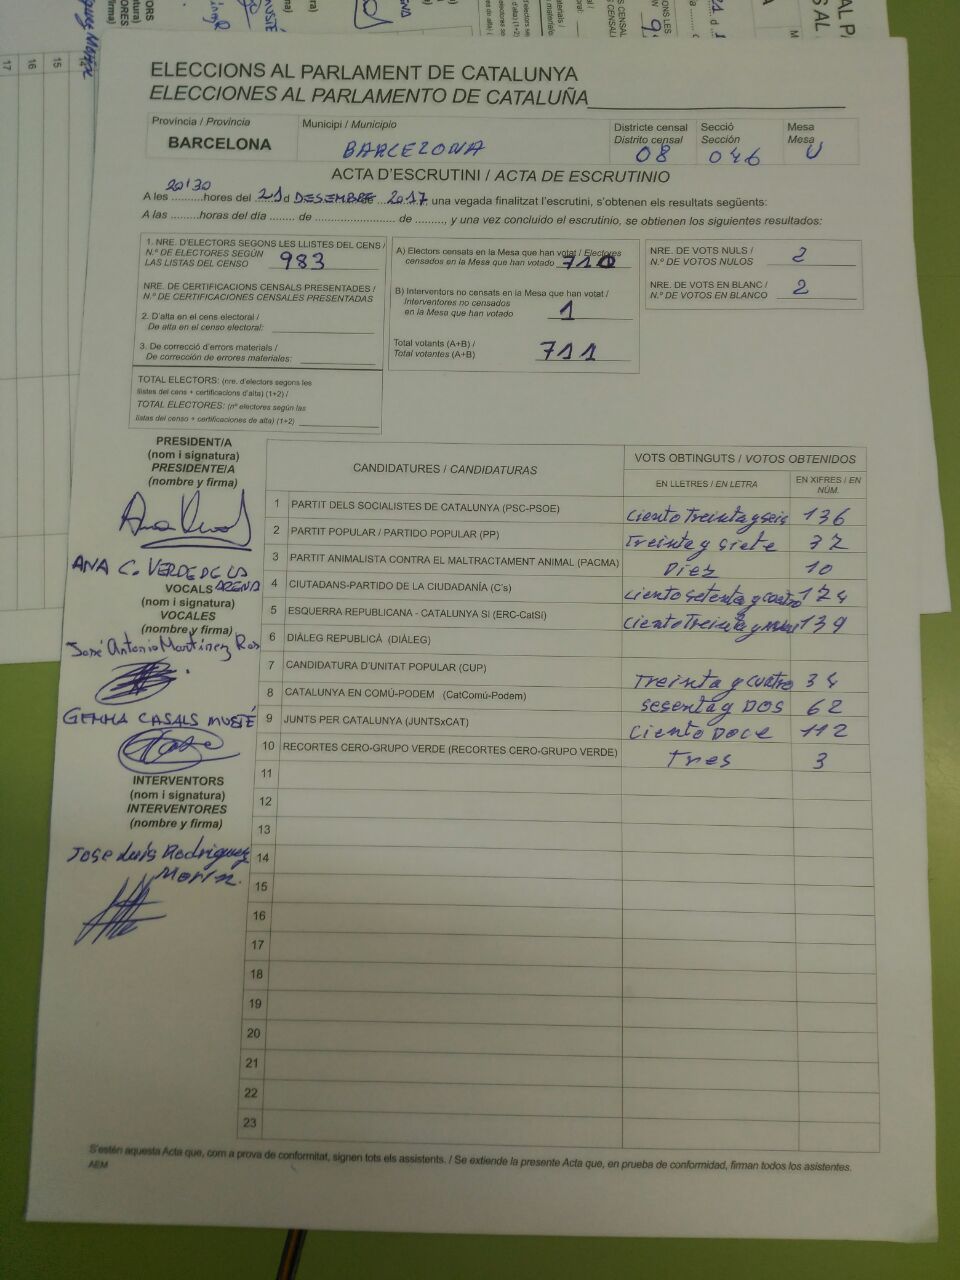 ELECCIONS AL PARLAMENT DE CATALUNYA
ELECCIONES AL PARLAMENTO DE CATALUÑA
Província / Provincia
BARCELONA
Municipi / Municipio
BARCELONA
Districte censal
Distrito censal
08
Secció
Sección
046
Mesa
Mesa
U
ACTA D'ESCRUTINI / ACTA DE ESCRUTINIO
20'30
A les .........hores del 21 d DESEMBRE 2017 una vegada finalitzat l'escrutini, s'obtenen els resultats següents:
A las .........horas del día ....... de ........................ de ........., y una vez concluido el escrutinio, se obtienen los siguientes resultados:
1. NRE. D'ELECTORS SEGONS LES LLISTES DEL CENS /
N.º DE ELECTORES SEGÚN
LAS LISTAS DEL CENSO 983
NRE. DE CERTIFICACIONS CENSALS PRESENTADES /
N.º DE CERTIFICACIONES CENSALES PRESENTADAS
2. D'alta en el cens electoral /
De alta en el censo electoral:
3. De correcció d'errors materials /
De corrección de errores materiales:
TOTAL ELECTORS: (nre. d'electors segons les
llistes del cens + certificacions d'alta) (1+2) /
TOTAL ELECTORES: (nº electores según las
listas del censo + certificaciones de alta) (1+2)
A) Electors censats en la Mesa que han votat / Electores
censados en la Mesa que han votado 710
B) Interventors no censats en la Mesa que han votat /
Interventores no censados
en la Mesa que han votado 1
Total votants (A+B) /
Total votantes (A+B) 711
NRE. DE VOTS NULS /
N.º DE VOTOS NULOS 2
NRE. DE VOTS EN BLANC /
N.º DE VOTOS EN BLANCO 2
PRESIDENT/A
(nom i signatura)
PRESIDENTE/A
(nombre y firma)
ANA C. VERDE DE LA
ARENA
VOCALS
(nom i signatura)
VOCALES
(nombre y firma)
José Antonio Martínez Ros
GEMMA CASALS MUSTÉ
INTERVENTORS
(nom i signatura)
INTERVENTORES
(nombre y firma)
Jose Luis Rodriguez
Morín.
CANDIDATURES / CANDIDATURAS
VOTS OBTINGUTS / VOTOS OBTENIDOS
EN LLETRES / EN LETRA
EN XIFRES / EN
NÚM.
1 PARTIT DELS SOCIALISTES DE CATALUNYA (PSC-PSOE) ciento treinta y seis 136
2 PARTIT POPULAR / PARTIDO POPULAR (PP) treinta y siete 37
3 PARTIT ANIMALISTA CONTRA EL MALTRACTAMENT ANIMAL (PACMA) Diez 10
4 CIUTADANS-PARTIDO DE LA CIUDADANÍA (C's) ciento setenta y cuatro 174
5 ESQUERRA REPUBLICANA - CATALUNYA SI (ERC-CatSí) ciento treinta y nueve 139
6 DIÀLEG REPUBLICÀ (DIÀLEG)
7 CANDIDATURA D'UNITAT POPULAR (CUP) treinta y cuatro 34
8 CATALUNYA EN COMÚ-PODEM (CatComú-Podem) sesenta y DOS 62
9 JUNTS PER CATALUNYA (JUNTSxCAT) ciento Doce 112
10 RECORTES CERO-GRUPO VERDE (RECORTES CERO-GRUPO VERDE) tres 3
11
12
13
14
15
16
17
18
19
20
21
22
23
S'estén aquesta Acta que, com a prova de conformitat, signen tots els assistents. / Se extiende la presente Acta que, en prueba de conformidad, firman todos los asistentes.
AEM